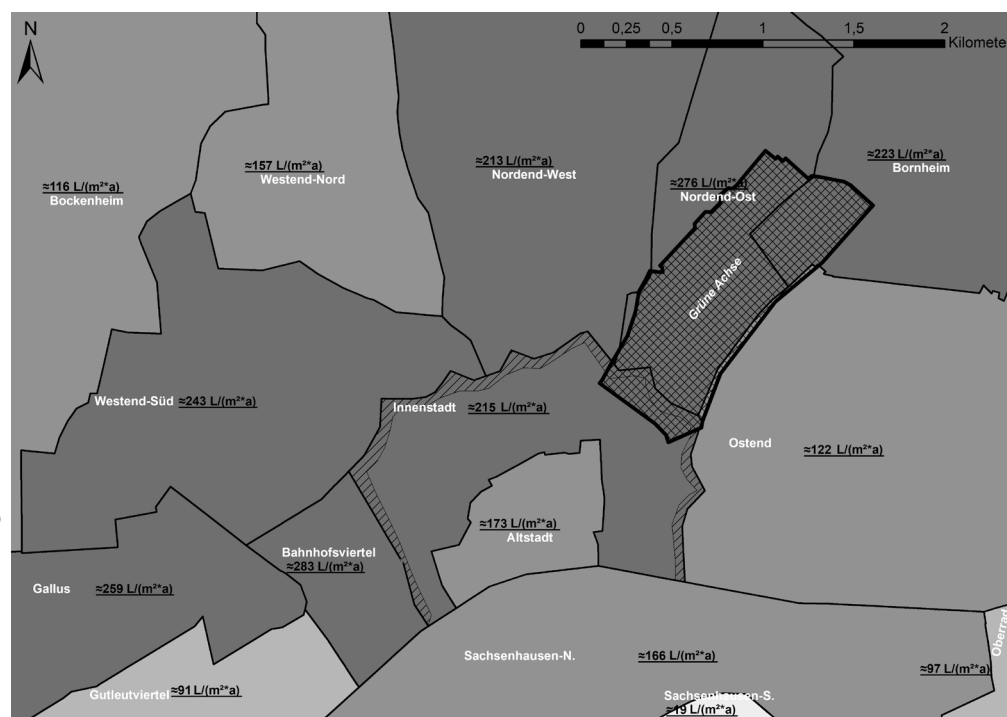 N
0 0,25 0,5 1 1,5 2
Kilometer
≈157 L/(m²*a)
Westend-Nord
≈213 L/(m²*a)
Nordend-West
≈223 L/(m²*a)
Bornheim
≈116 L/(m²*a)
Bockenheim
≈276 L/(m²*a)
Nordend-Ost
Grüne Achse
Westend-Süd ≈243 L/(m²*a)
Innenstadt ≈215 L/(m²*a)
Ostend
≈122 L/(m²*a)
≈173 L/(m²*a)
Altstadt
Bahnhofsviertel
≈283 L/(m²*a)
Gallus ≈259 L/(m²*a)
Oberrad
Sachsenhausen-N. ≈166 L/(m²*a)
≈97 L/(m²*a)
Gutleutviertel ≈91 L/(m²*a)
Sachsenhausen-S.
≈19 L/(m²*a)